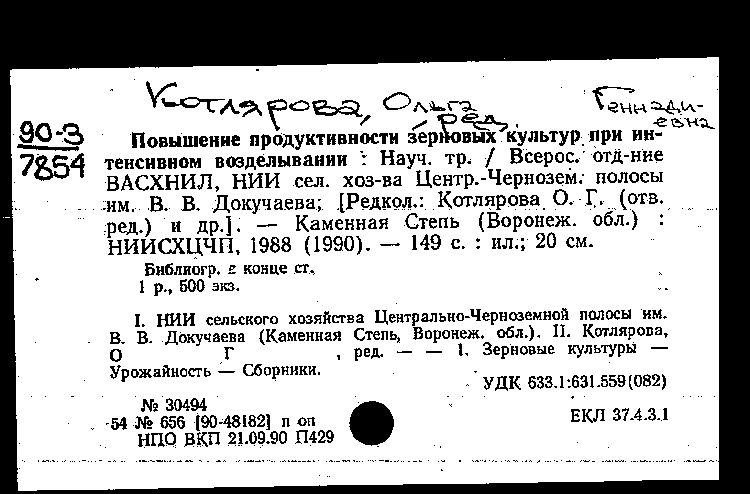 Котлярова, Ольга Геннади-
ред. евна
90-3
7854
Повышение продуктивности зерновых культур при ин-
тенсивном возделывании : Науч. тр. / Всерос. отд-ние
ВАСХНИЛ, НИИ сел. хоз-ва Центр.-Чернозем. полосы
им. В. В. Докучаева; [Редкол.: Котлярова О. Г. (отв.
ред.) и др.]. — Каменная Степь (Воронеж. обл.) :
НИИСХЦЧП, 1988 (1990). — 149 с. : ил.; 20 см.
Библиогр. в конце ст.
1 р., 500 экз.
I. НИИ сельского хозяйства Центрально-Черноземной полосы им.
В. В. Докучаева (Каменная Степь, Воронеж. обл.). II. Котлярова,
О Г , ред. — — 1. Зерновые культуры —
Урожайность — Сборники.
УДК 633.1:631.559(082)
№ 30494
54 № 656 [90-48182] п оп
ЕКЛ 37.4.3.1
НПО ВКП 21.09.90 П429